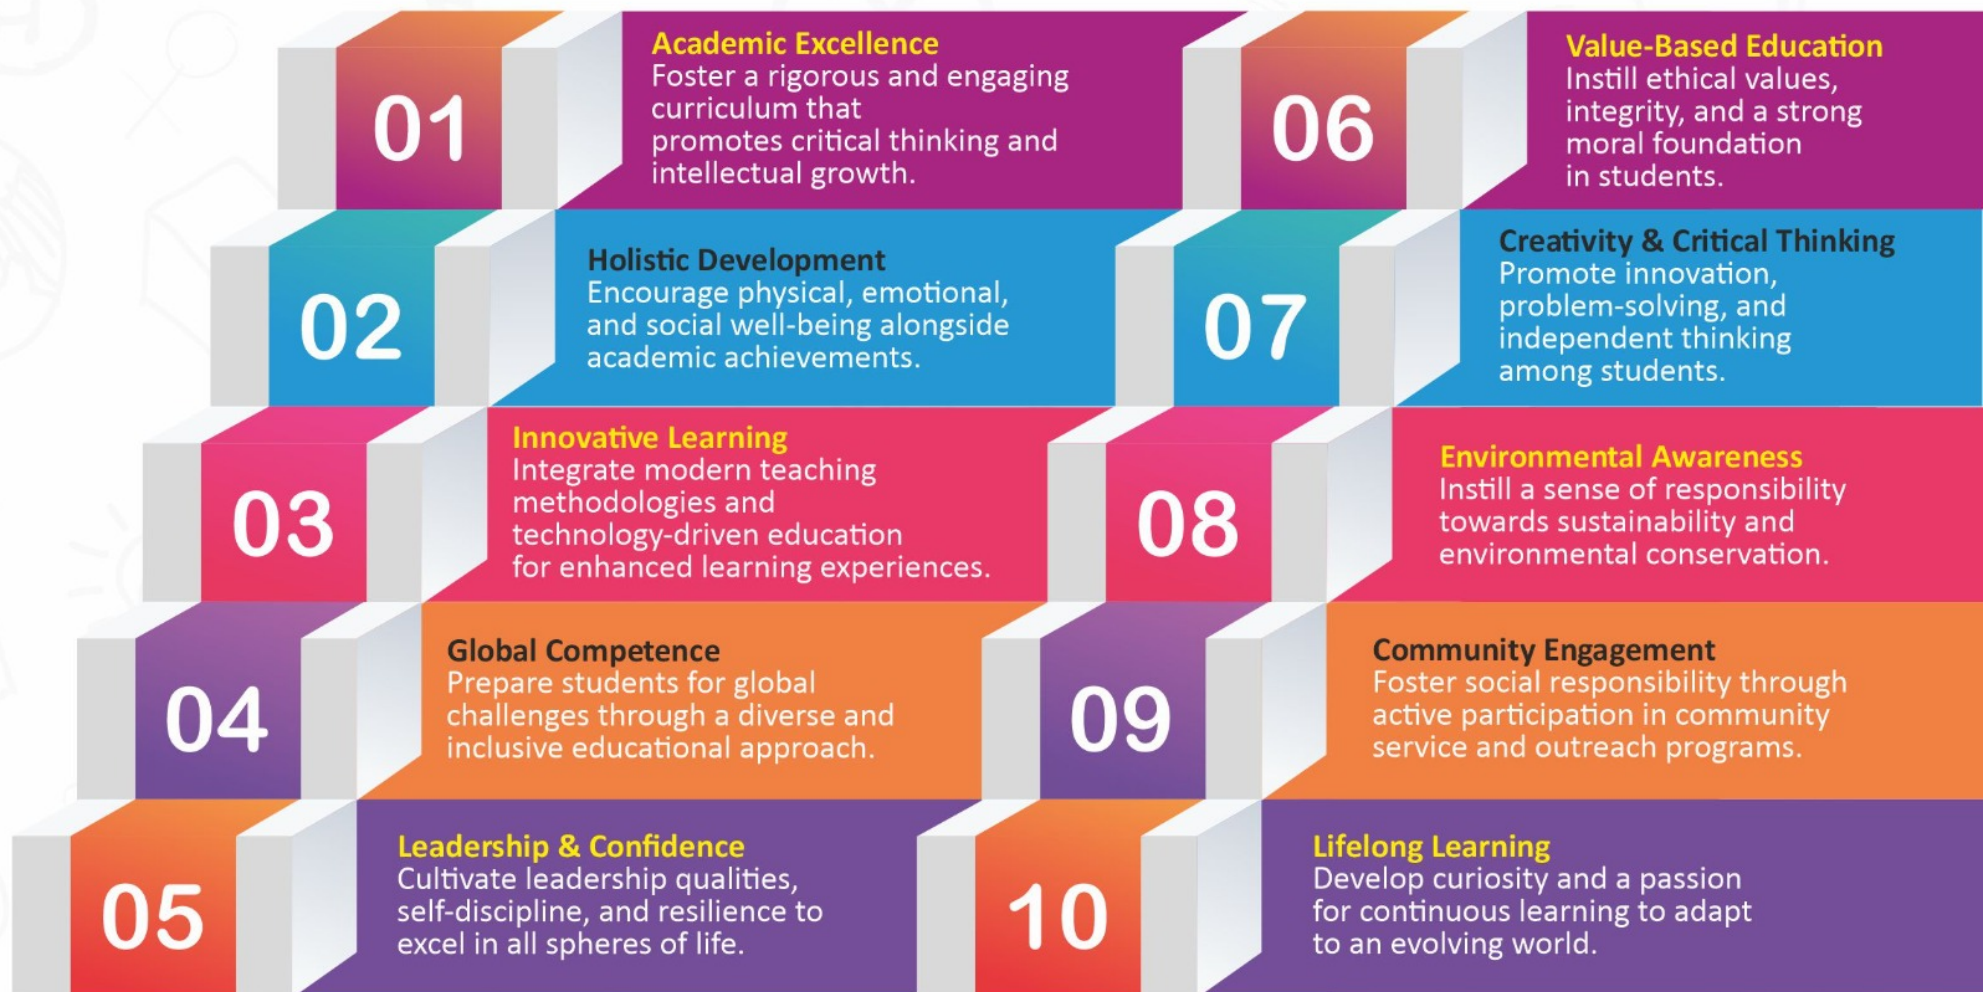 01
Academic Excellence
Foster a rigorous and engaging
curriculum that
promotes critical thinking and
intellectual growth.
02
Holistic Development
Encourage physical, emotional,
and social well-being alongside
academic achievements.
03
Innovative Learning
Integrate modern teaching
methodologies and
technology-driven education
for enhanced learning experiences.
04
Global Competence
Prepare students for global
challenges through a diverse and
inclusive educational approach.
05
Leadership & Confidence
Cultivate leadership qualities,
self-discipline, and resilience to
excel in all spheres of life.
06
Value-Based Education
Instill ethical values,
integrity, and a strong
moral foundation
in students.
07
Creativity & Critical Thinking
Promote innovation,
problem-solving, and
independent thinking
among students.
08
Environmental Awareness
Instill a sense of responsibility
towards sustainability and
environmental conservation.
09
Community Engagement
Foster social responsibility through
active participation in community
service and outreach programs.
10
Lifelong Learning
Develop curiosity and a passion
for continuous learning to adapt
to an evolving world.